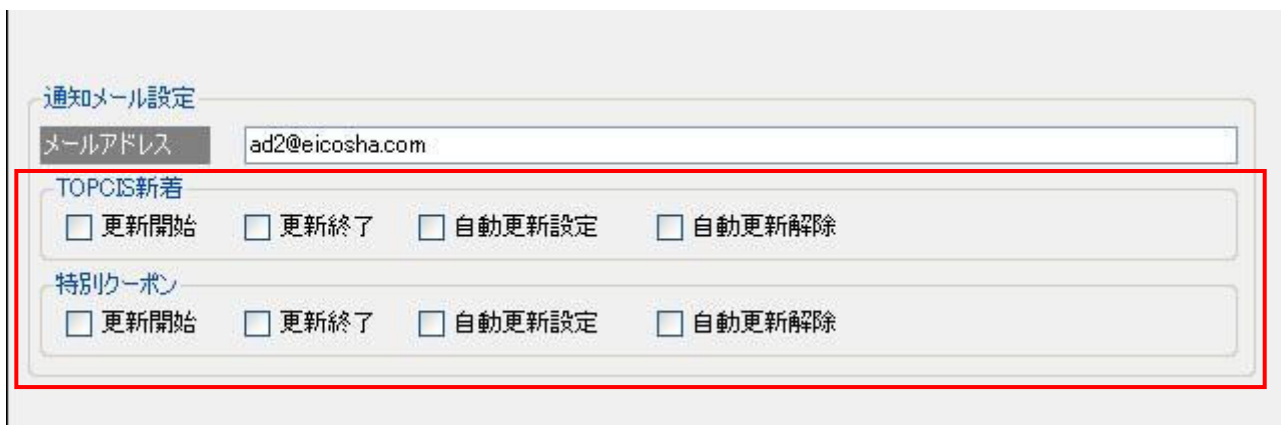 通知メール設定
メールアドレス ad2@eicosha.com
TOPCIS新着
更新開始 更新終了 自動更新設定 自動更新解除
特別クーポン
更新開始 更新終了 自動更新設定 自動更新解除